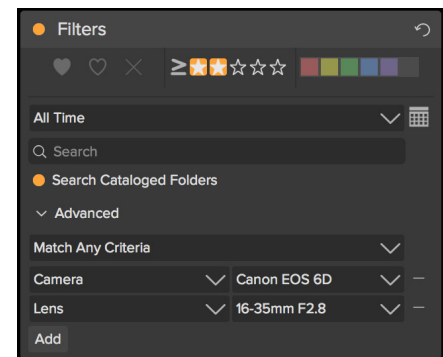 Filters
≥
All Time
Search
Search Cataloged Folders
Advanced
Match Any Criteria
Camera Canon EOS 6D
Lens 16-35mm F2.8
Add